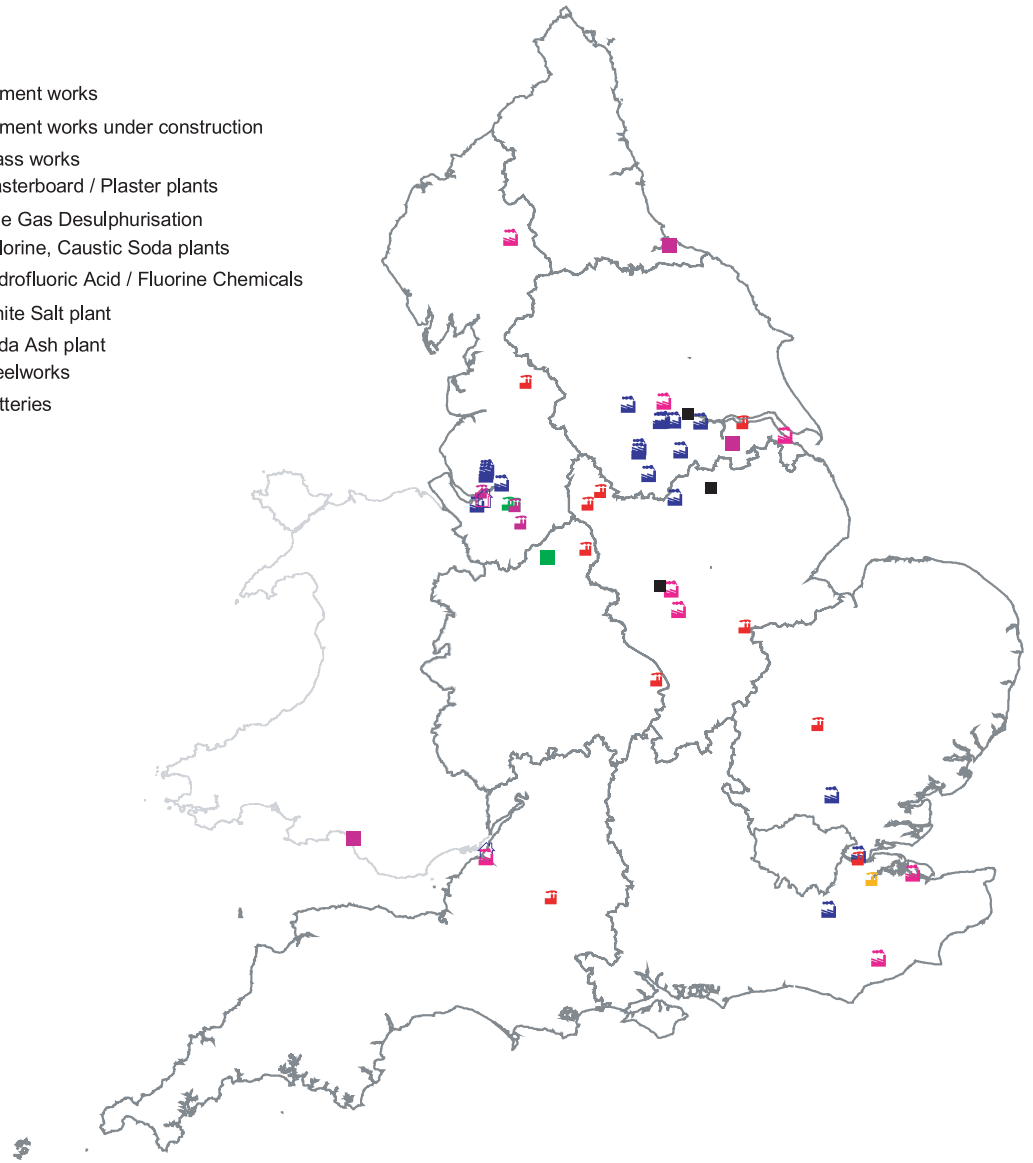 ment works
ment works under construction
ass works
asterboard / Plaster plants
e Gas Desulphurisation
lorine, Caustic Soda plants
drofluoric Acid / Fluorine Chemicals
ite Salt plant
da Ash plant
eelworks
tteries